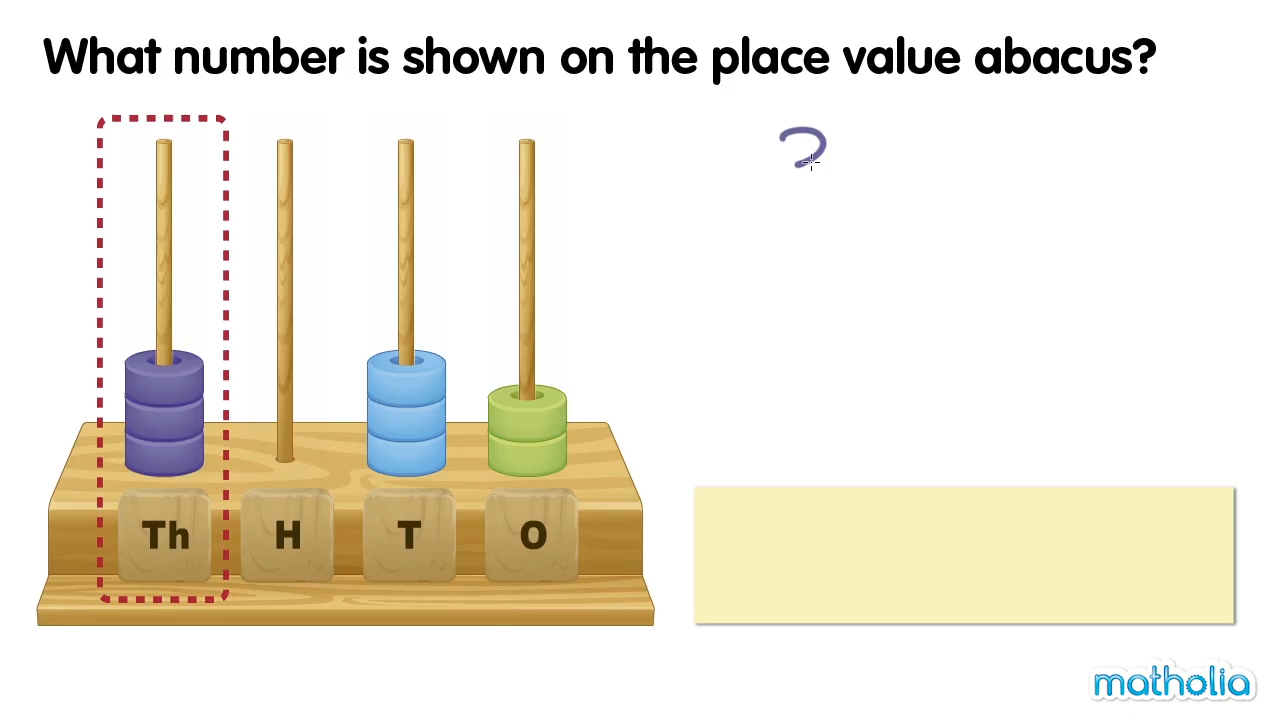 What number is shown on the place value abacus?
Th H T O
matholia